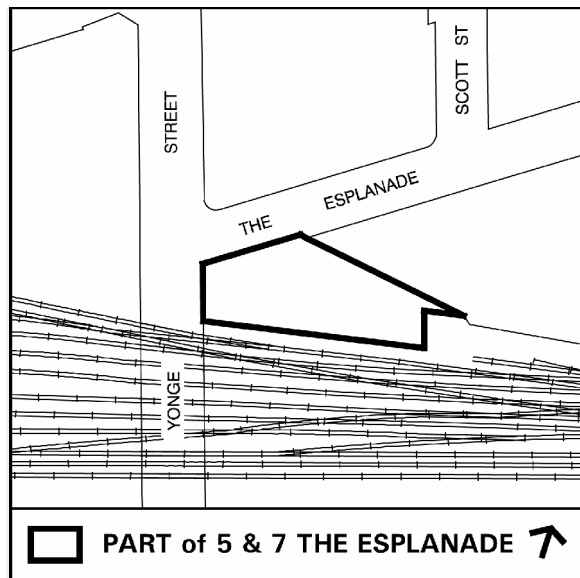 SCOTT ST
STREET
THE ESPLANADE
YONGE
PART of 5 & 7 THE ESPLANADE